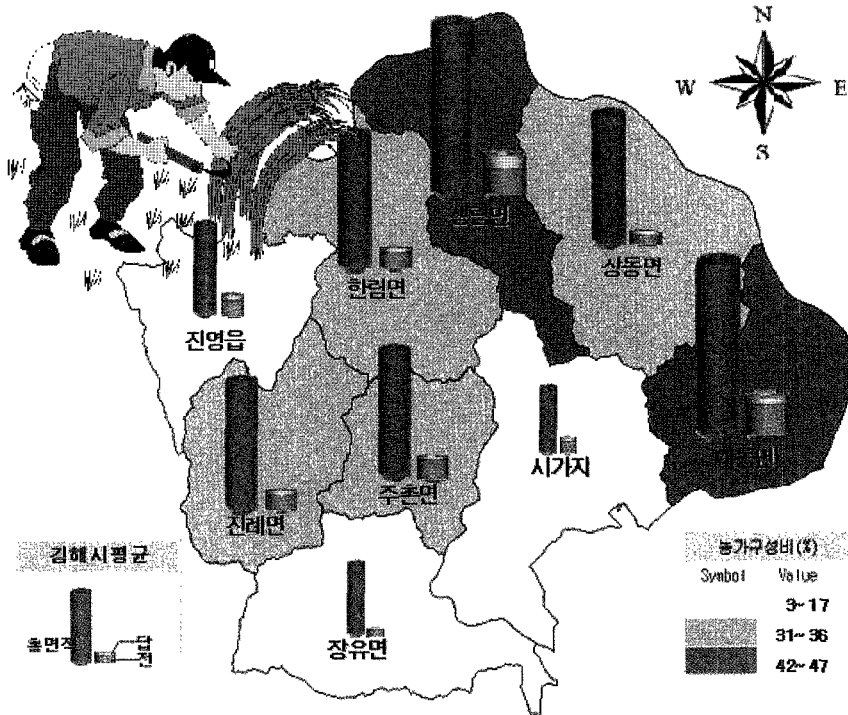 N
W E
S
한림면
상동면
진영읍
시가지
주촌면
진례면
김해시평균
총면적
답
전
장유면
농가구성비(%)
Symbol Value
3~17
31~36
42~47